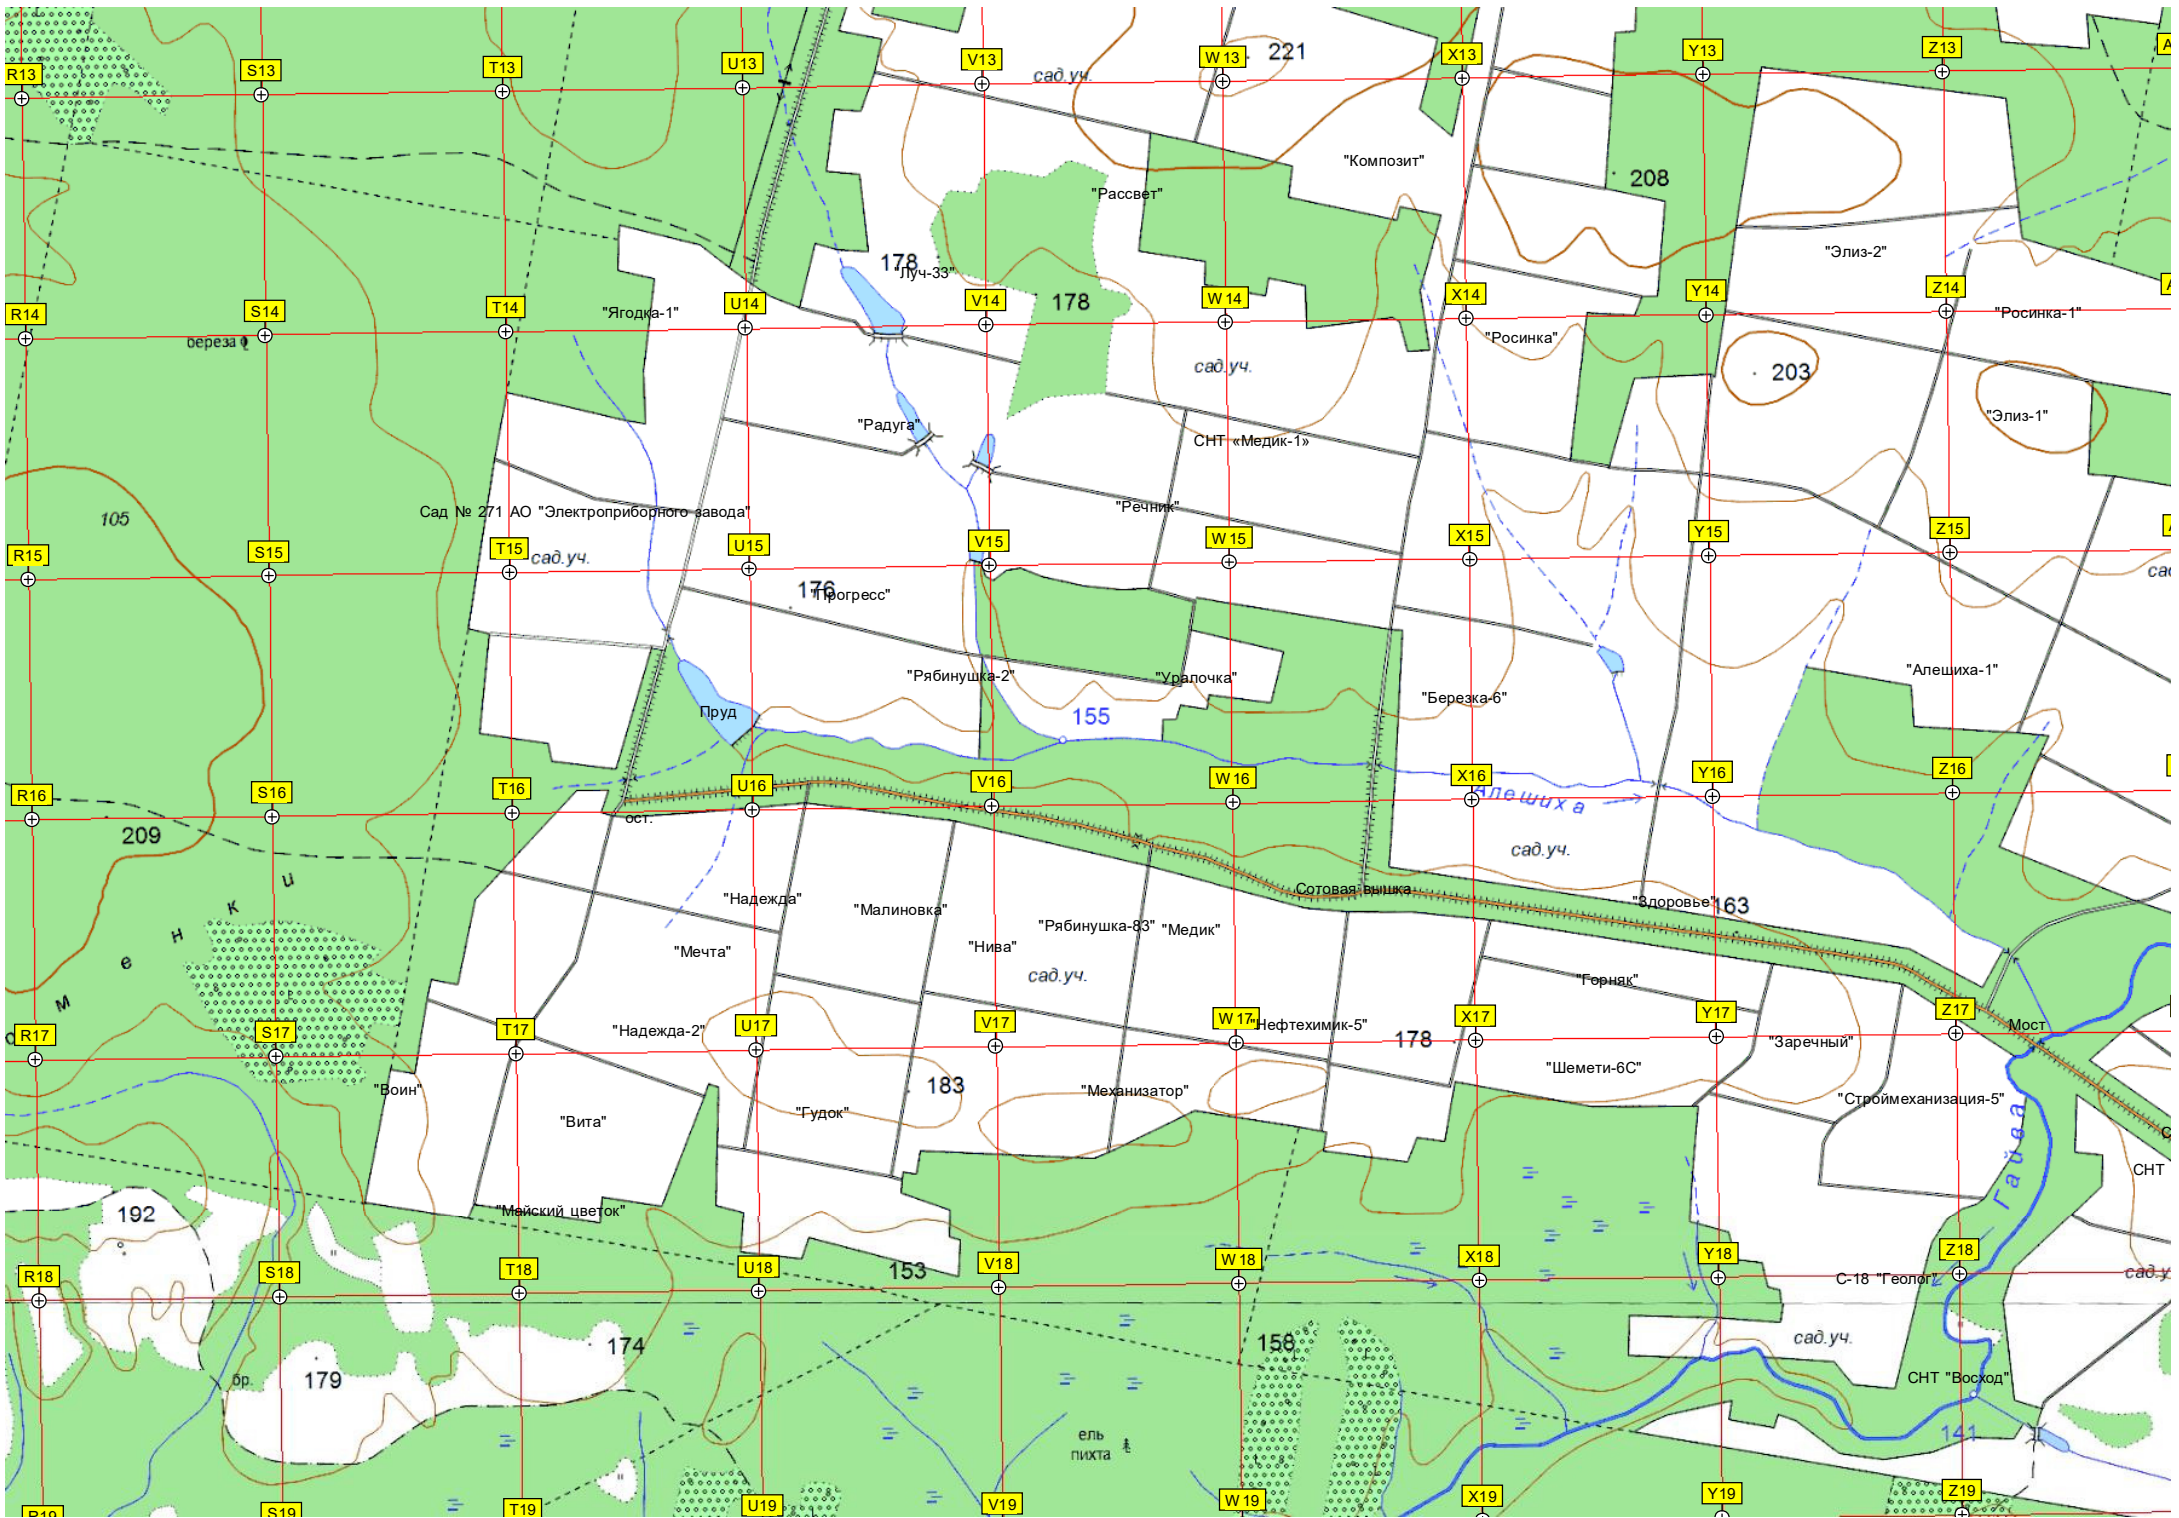 221
R13 S13 T13 U13 V13 сад.уч. W13 X13 Y13 Z13
"Композит"
"Рассвет"
208
"Элиз-2"
178
"Луч-33"
178
R14 S14 T14 U14 V14 W14 X14 Y14 Z14
"Ягодка-1"
"Росинка-1"
береза
"Росинка"
сад.уч.
203
"Радуга"
"Элиз-1"
СНТ «Медик-1»
"Речник"
Сад № 271 АО "Электроприборного завода"
105
R15 S15 T15 U15 V15 W15 X15 Y15 Z15
сад.уч.
176
"Прогресс"
"Рябинушка-2"
"Уралочка"
"Алешиха-1"
"Березка-6"
Пруд
155
R16 S16 T16 U16 V16 W16 X16 Y16 Z16
Алешиха
ост.
209
сад.уч.
Сотовая вышка
"Надежда"
"Здоровье"
163
"Малиновка"
"Рябинушка-83"
"Медик"
"Нива"
"Мечта"
сад.уч.
"Горняк"
м е н к и
R17 S17 T17 U17 V17 W17 X17 Y17 Z17
"Надежда-2"
"Нефтехимик-5"
Мост
178
"Заречный"
"Шемети-6С"
"Воин"
183
"Механизатор"
"Строймеханизация-5"
"Гудок"
"Вита"
Гайва
СНТ
192
"Майский цветок"
R18 S18 T18 U18 V18 W18 X18 Y18 Z18
153
С-18 "Геолог"
сад.у
сад.уч.
174
158
179
бр.
СНТ "Восход"
141
ель
пихта
R19 S19 T19 U19 V19 W19 X19 Y19 Z19